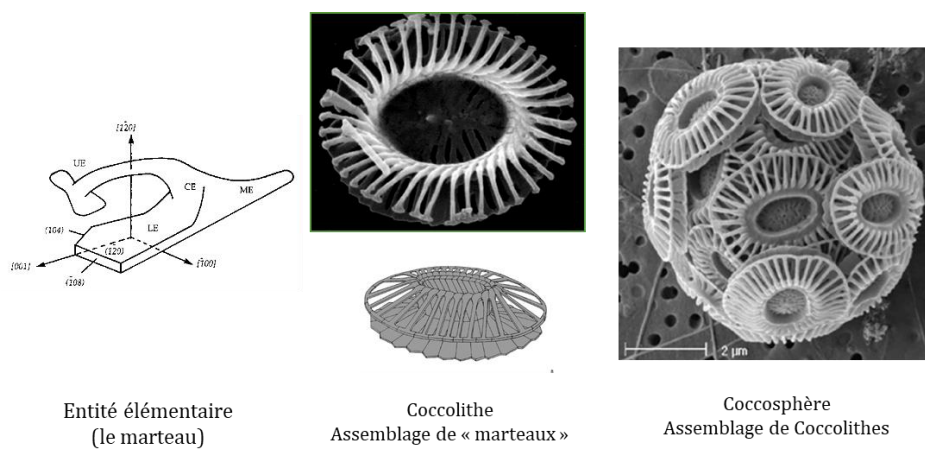 [1̄20]
UE
CE
ME
(104)
LE
(1̄20)
[001]
(1̄08)
[1̄00]
2 µm
Entité élémentaire
(le marteau)
Coccolithe
Assemblage de « marteaux »
Coccosphère
Assemblage de Coccolithes